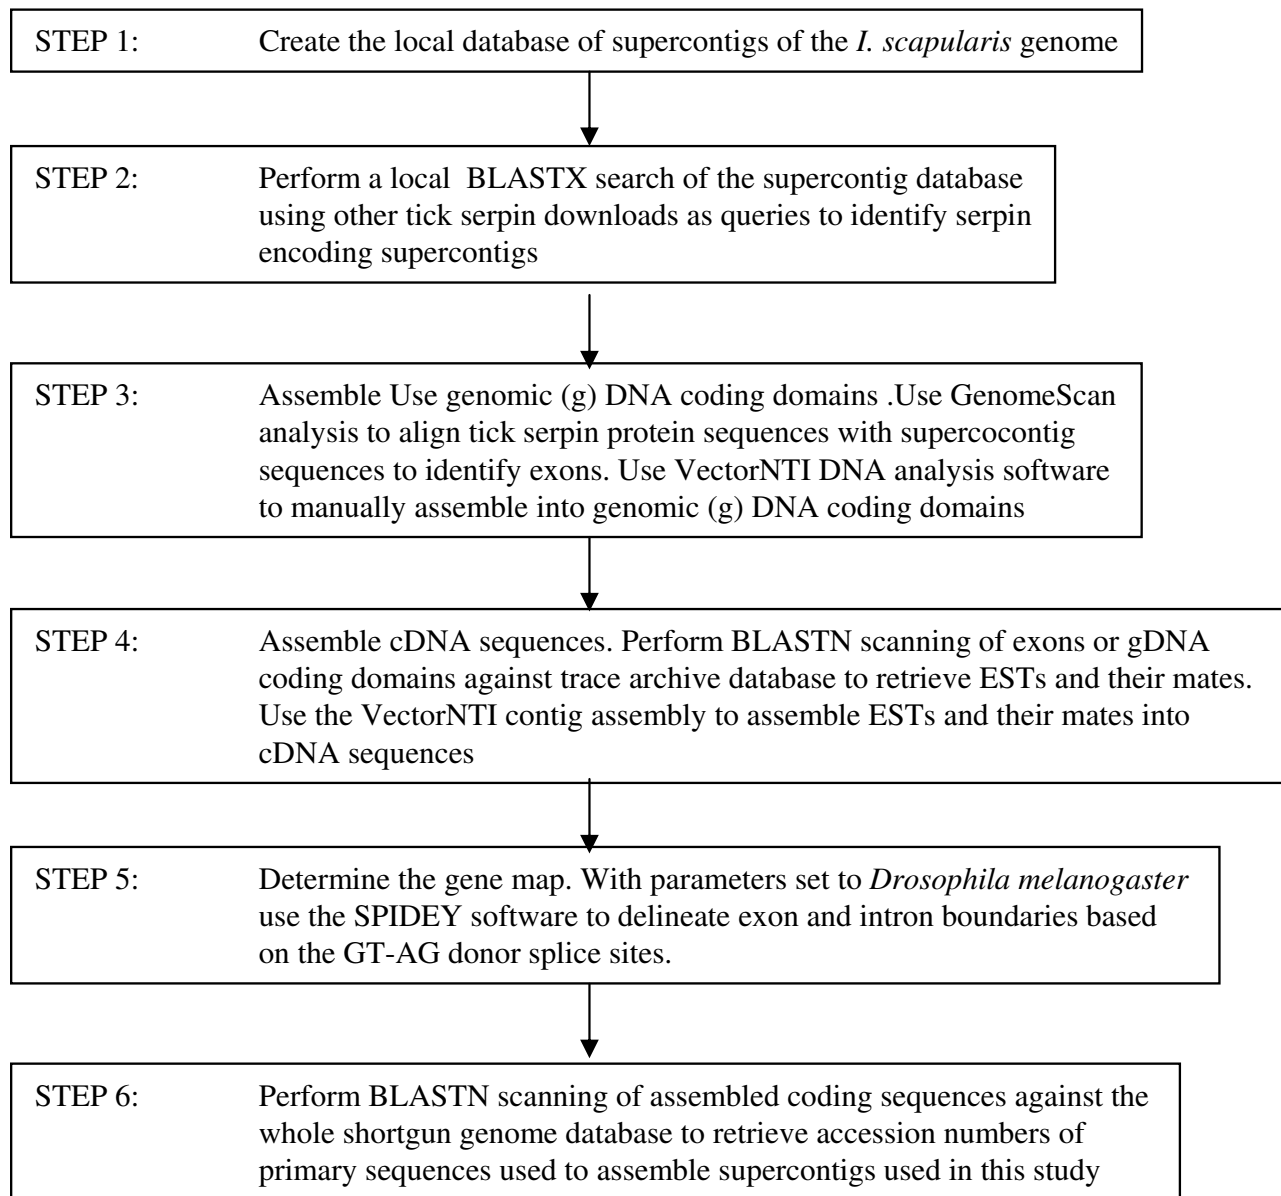 STEP 1: Create the local database of supercontigs of the I. scapularis genome
STEP 2: Perform a local BLASTX search of the supercontig database
using other tick serpin downloads as queries to identify serpin
encoding supercontigs
STEP 3: Assemble Use genomic (g) DNA coding domains .Use GenomeScan
analysis to align tick serpin protein sequences with supercocontig
sequences to identify exons. Use VectorNTI DNA analysis software
to manually assemble into genomic (g) DNA coding domains
STEP 4: Assemble cDNA sequences. Perform BLASTN scanning of exons or gDNA
coding domains against trace archive database to retrieve ESTs and their mates.
Use the VectorNTI contig assembly to assemble ESTs and their mates into
cDNA sequences
STEP 5: Determine the gene map. With parameters set to Drosophila melanogaster
use the SPIDEY software to delineate exon and intron boundaries based
on the GT-AG donor splice sites.
STEP 6: Perform BLASTN scanning of assembled coding sequences against the
whole shortgun genome database to retrieve accession numbers of
primary sequences used to assemble supercontigs used in this study